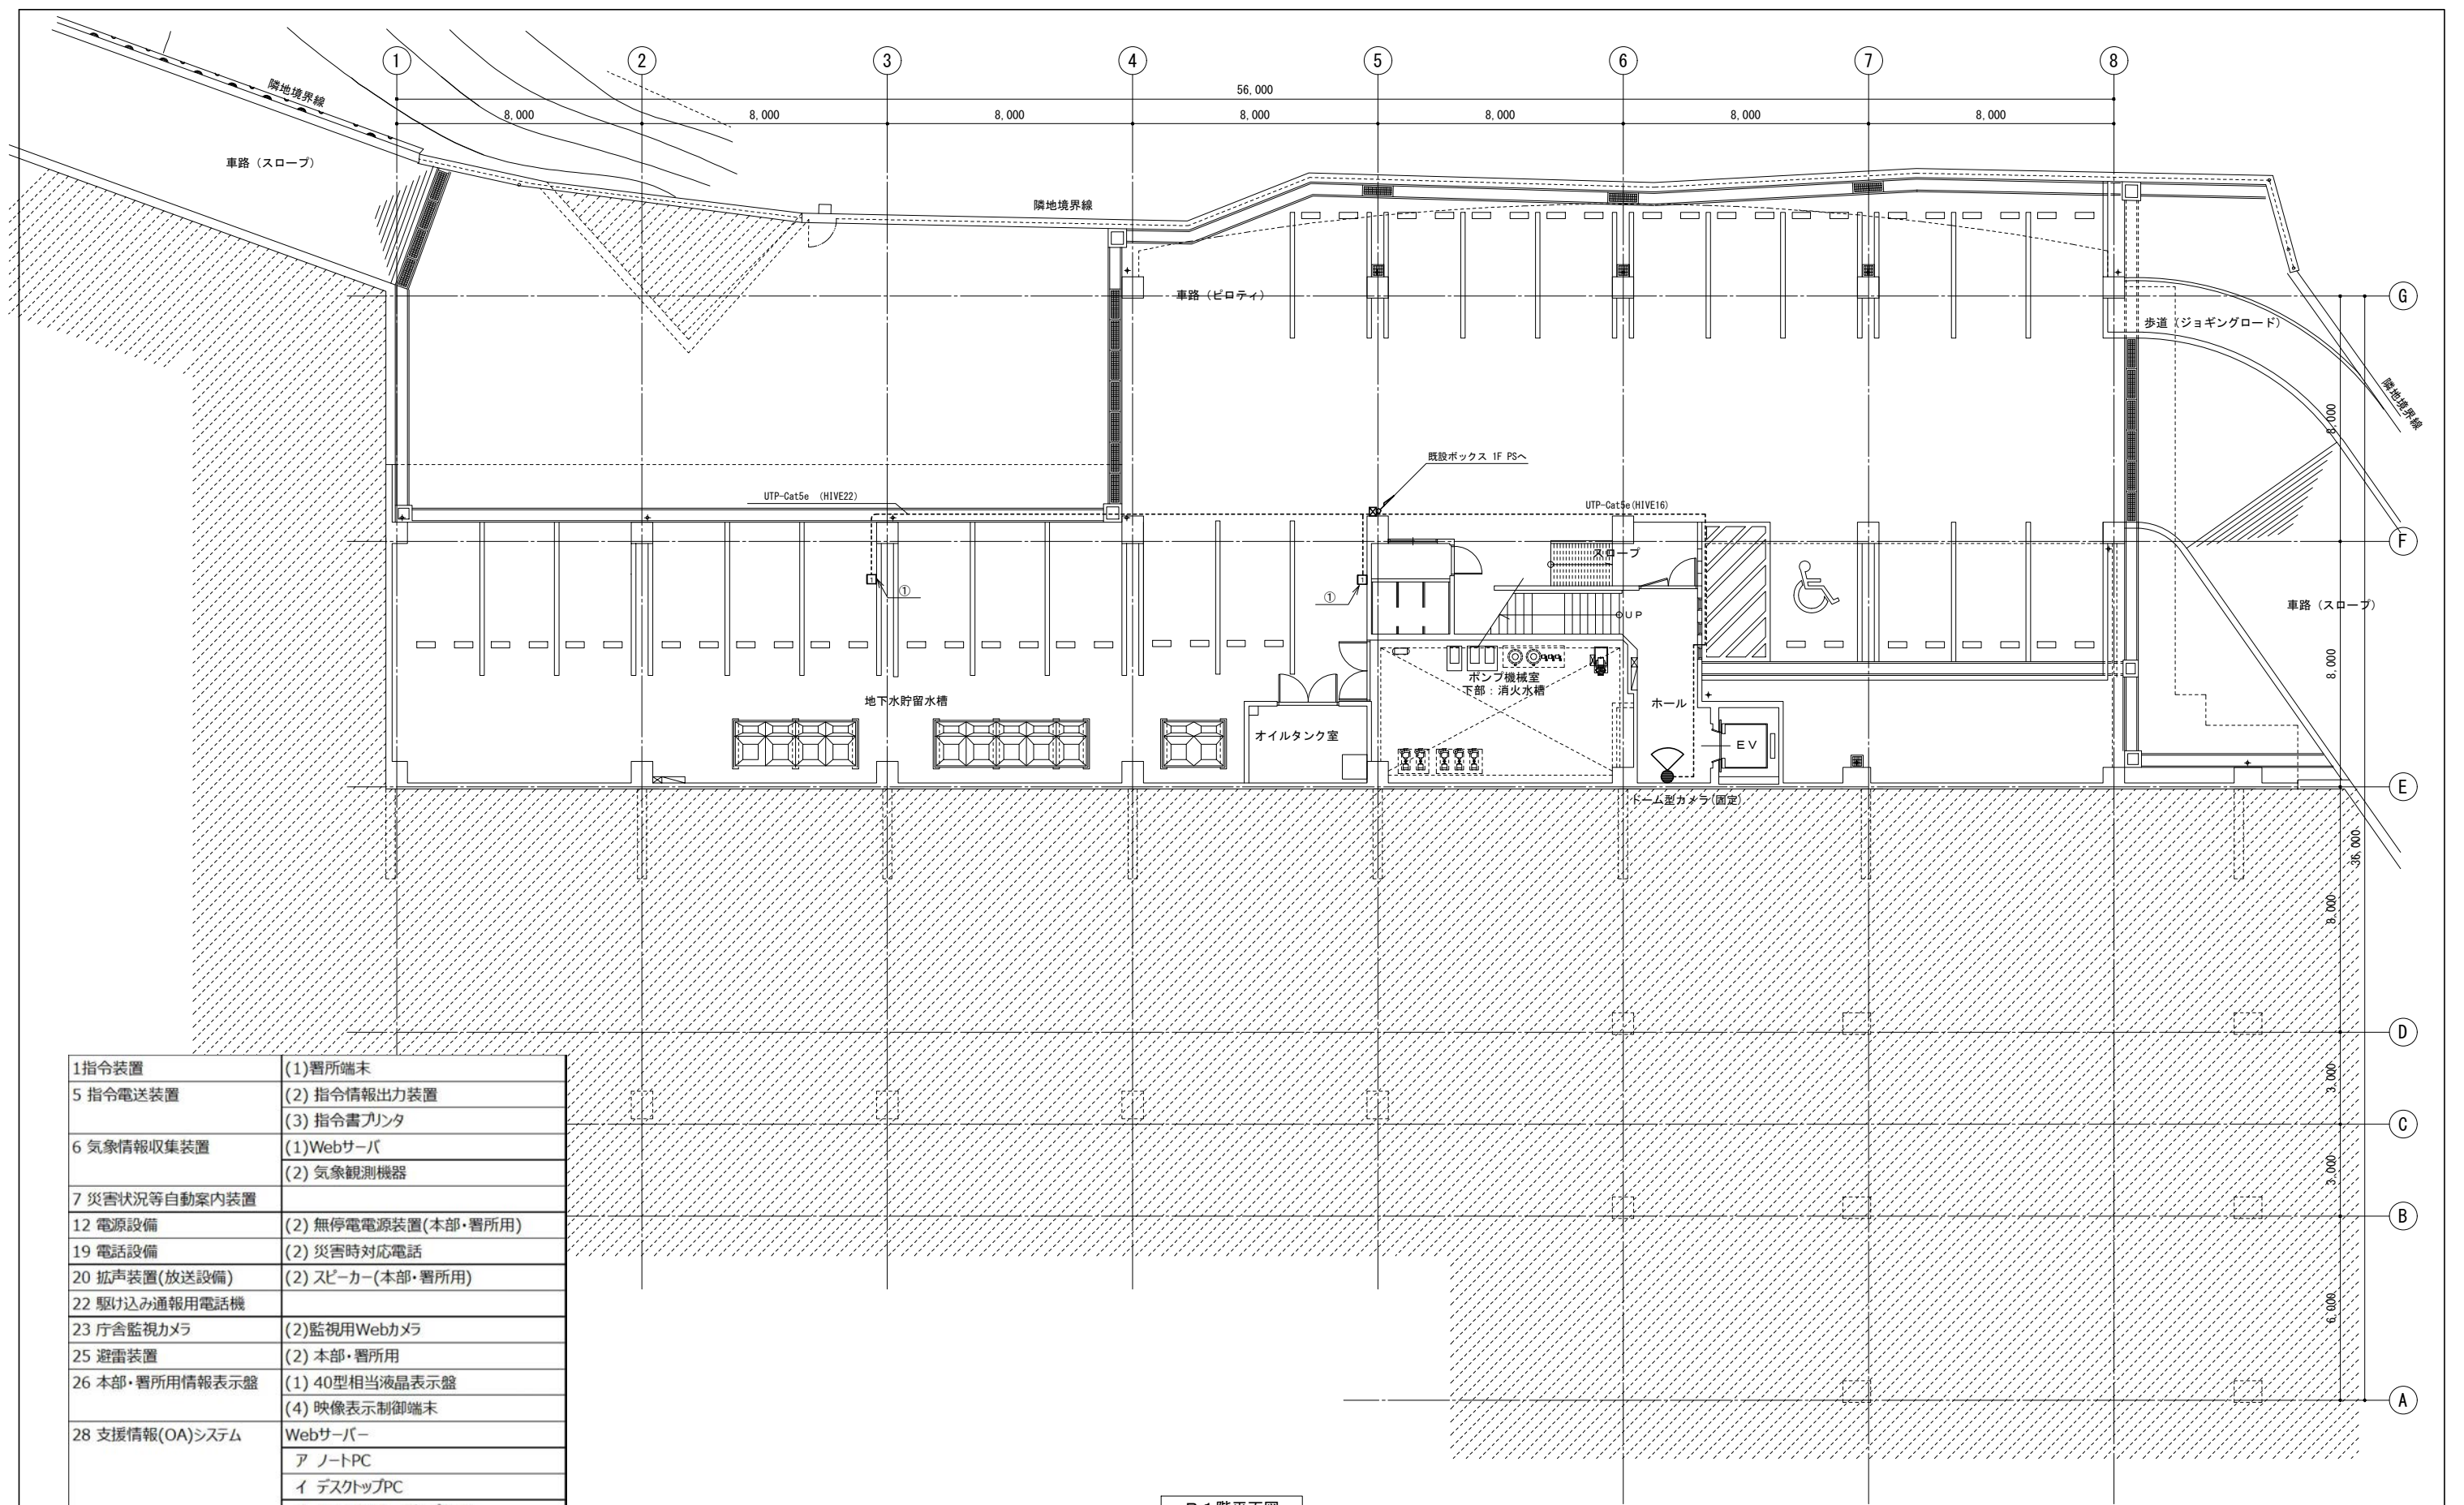 1
2
3
4
5
6
7
8
56,000
8,000
8,000
8,000
8,000
8,000
8,000
8,000
隣地境界線
車路（スロープ）
隣地境界線
車路（ピロティ）
G
歩道（ジョギングロード）
隣地境界線
8,000
既設ボックス 1F PSへ
UTP-Cat5e （HIVE22）
UTP-Cat5e(HIVE16)
F
スロープ
①
①
UP
車路（スロープ）
8,000
ポンプ機械室
下部：消火水槽
地下水貯留水槽
ホール
オイルタンク室
EV
E
ドーム型カメラ(固定)
36,000
8,000
D
3,000
C
3,000
B
6,000
A
1指令装置 (1)署所端末
5 指令電送装置 (2) 指令情報出力装置
(3) 指令書プリンタ
6 気象情報収集装置 (1)Webサーバ
(2) 気象観測機器
7 災害状況等自動案内装置
12 電源設備 (2) 無停電電源装置(本部・署所用)
19 電話設備 (2) 災害時対応電話
20 拡声装置(放送設備) (2) スピーカー(本部・署所用)
22 駆け込み通報用電話機
23 庁舎監視カメラ (2)監視用Webカメラ
25 避雷装置 (2) 本部・署所用
26 本部・署所用情報表示盤 (1) 40型相当液晶表示盤
(4) 映像表示制御端末
28 支援情報(OA)システム Webサーバー
ア ノートPC
イ デスクトップPC
B1階平面図